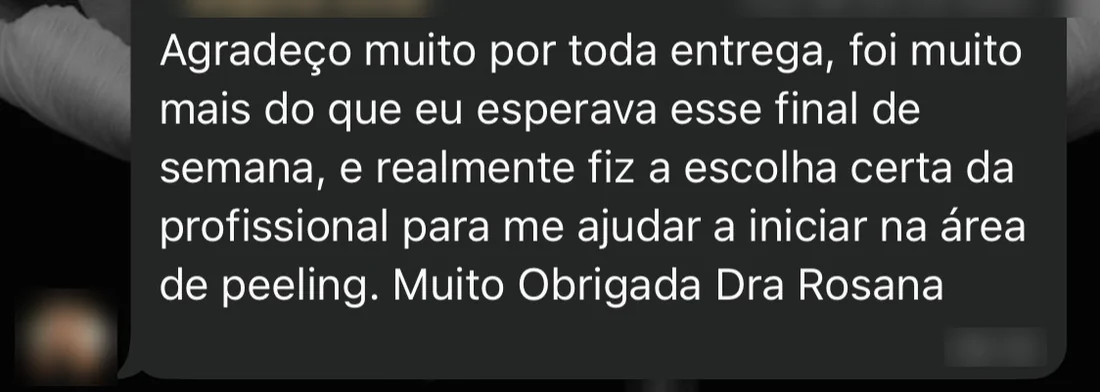 Agradeço muito por toda entrega, foi muito
mais do que eu esperava esse final de
semana, e realmente fiz a escolha certa da
profissional para me ajudar a iniciar na área
de peeling. Muito Obrigada Dra Rosana